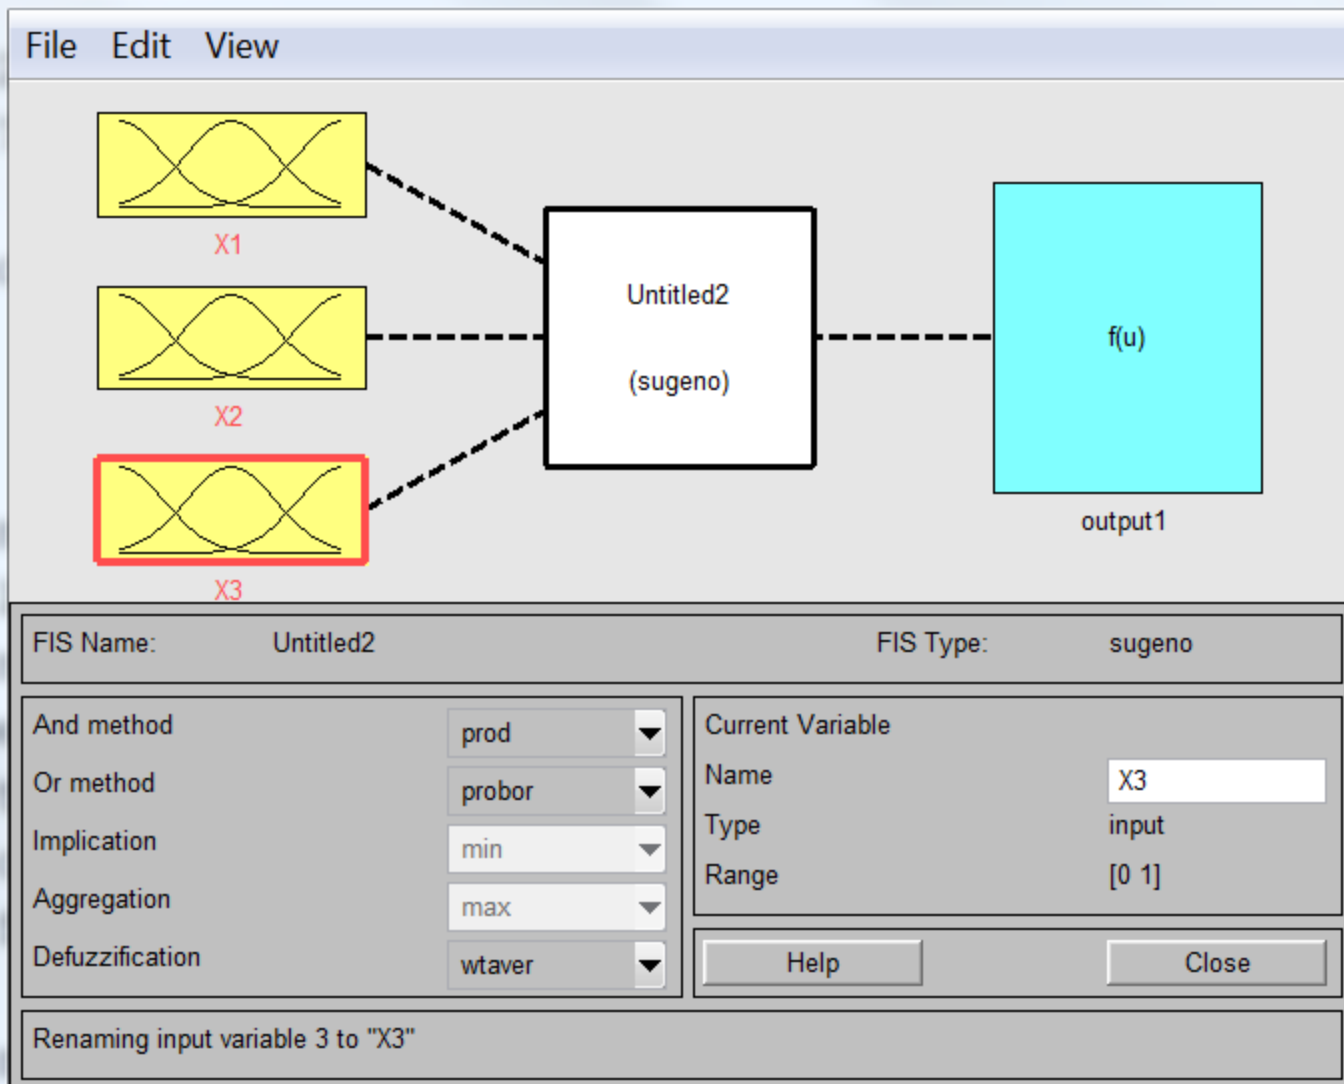 File Edit View
X1
X2
X3
Untitled2
(sugeno)
f(u)
output1
FIS Name: Untitled2 FIS Type: sugeno
And method prod
Or method probor
Implication min
Aggregation max
Defuzzification wtaver
Current Variable
Name X3
Type input
Range [0 1]
Help Close
Renaming input variable 3 to "X3"